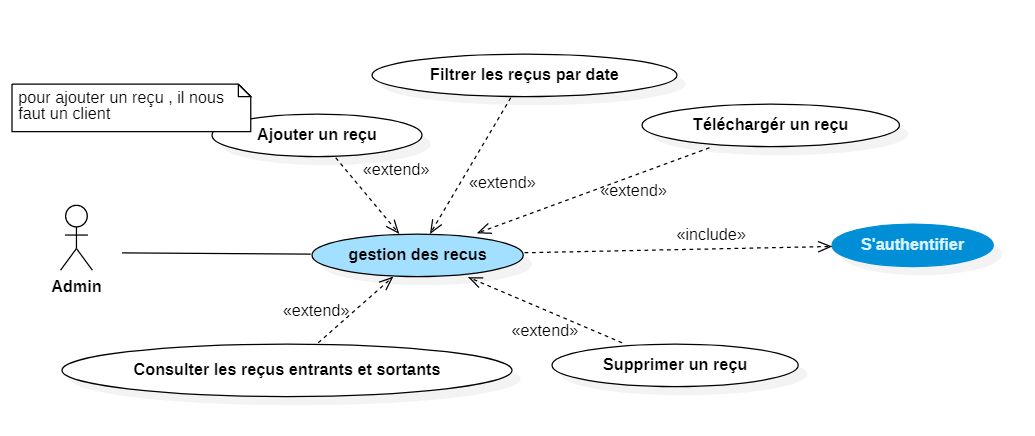 Filtrer les reçus par date
pour ajouter un reçu , il nous
faut un client
Ajouter un reçu
Téléchargér un reçu
«extend»
«extend»
«extend»
«include»
S'authentifier
gestion des recus
Admin
«extend»
«extend»
Consulter les reçus entrants et sortants
Supprimer un reçu